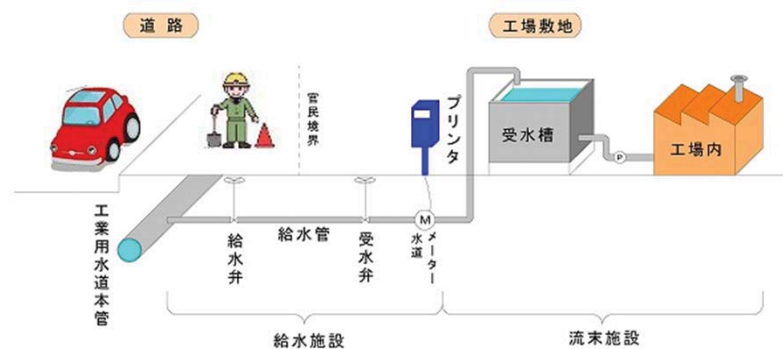 道路
工場敷地
官民境界
プリンタ
受水槽
P
工場内
工業用水道本管
給水弁
給水管
受水弁
M
水道
メーター
給水施設
流末施設